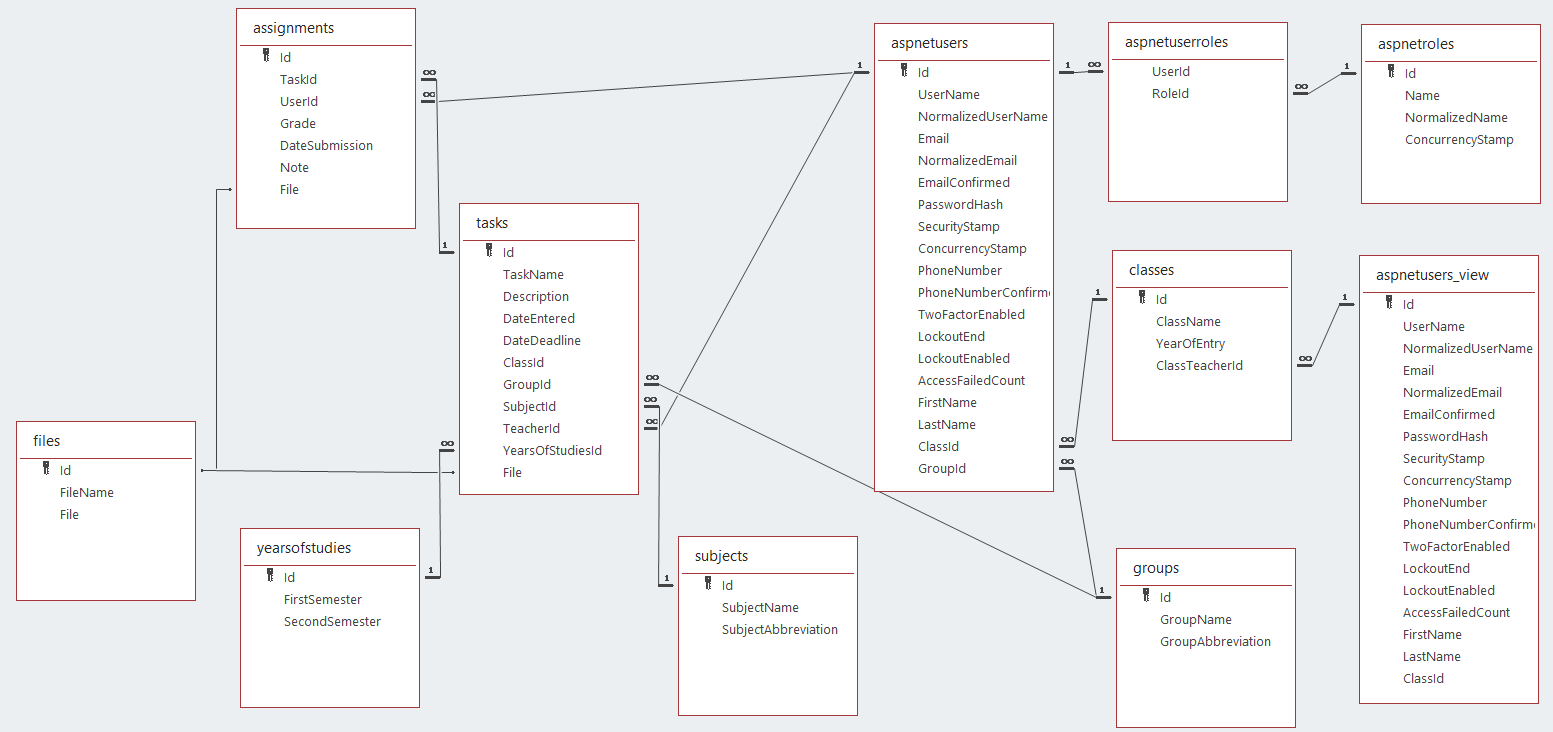 assignments
Id
TaskId
UserId
Grade
DateSubmission
Note
File
tasks
Id
TaskName
Description
DateEntered
DateDeadline
ClassId
GroupId
SubjectId
TeacherId
YearsOfStudiesId
File
files
Id
FileName
File
yearsofstudies
Id
FirstSemester
SecondSemester
subjects
Id
SubjectName
SubjectAbbreviation
aspnetusers
Id
UserName
NormalizedUserName
Email
NormalizedEmail
EmailConfirmed
PasswordHash
SecurityStamp
ConcurrencyStamp
PhoneNumber
PhoneNumberConfirm
TwoFactorEnabled
LockoutEnd
LockoutEnabled
AccessFailedCount
FirstName
LastName
ClassId
GroupId
aspnetuserroles
UserId
RoleId
aspnetroles
Id
Name
NormalizedName
ConcurrencyStamp
classes
Id
ClassName
YearOfEntry
ClassTeacherId
aspnetusers_view
Id
UserName
NormalizedUserName
Email
NormalizedEmail
EmailConfirmed
PasswordHash
SecurityStamp
ConcurrencyStamp
PhoneNumber
PhoneNumberConfirm
TwoFactorEnabled
LockoutEnd
LockoutEnabled
AccessFailedCount
FirstName
LastName
ClassId
groups
Id
GroupName
GroupAbbreviation
∞
∞
1
1
1
∞
∞
1
∞
∞
∞
∞
1
1
1
∞
∞
∞
1
1